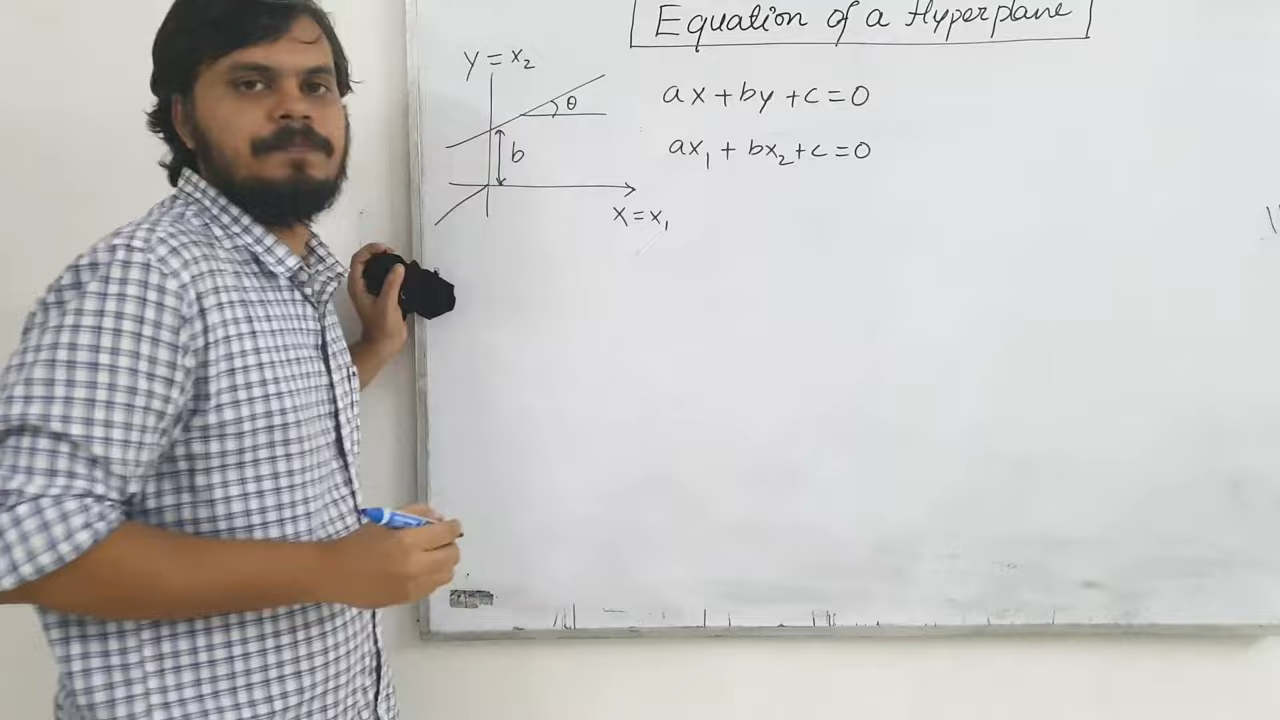 Equation of a Hyperplane
y = x₂
θ
b
x = x₁
ax + by + c = 0
ax₁ + bx₂ + c = 0